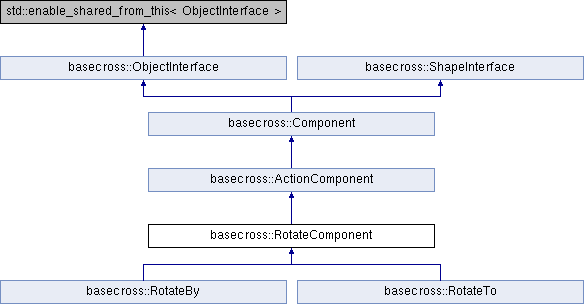 std::enable_shared_from_this< ObjectInterface >
basecross::ObjectInterface
basecross::ShapeInterface
basecross::Component
basecross::ActionComponent
basecross::RotateComponent
basecross::RotateBy
basecross::RotateTo